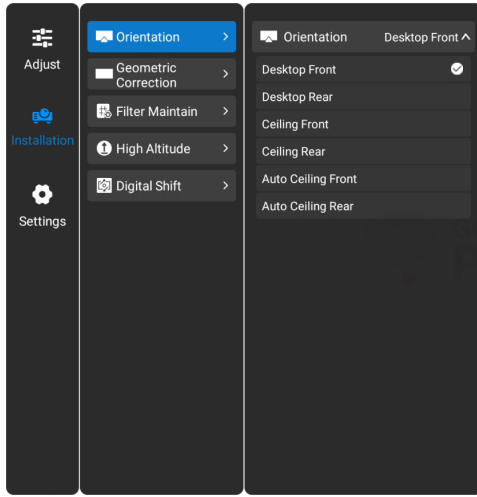 Adjust
Installation
Settings
Orientation
Geometric
Correction
Filter Maintain
High Altitude
Digital Shift
Orientation Desktop Front
Desktop Front
Desktop Rear
Ceiling Front
Ceiling Rear
Auto Ceiling Front
Auto Ceiling Rear